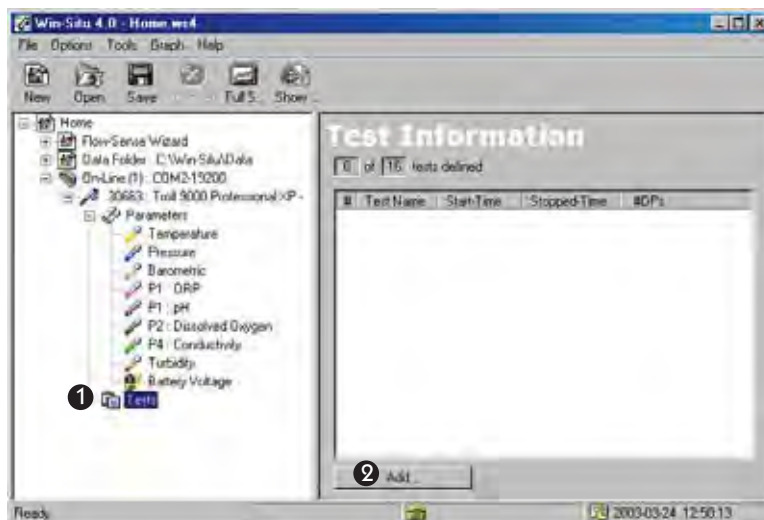 Win-Situ 4.0 - Home.ws4
File Options Tools Graph Help
New Open Save Full S... Show ...
Home
Flow-Sense Wizard
Data Folder: C:\Win-Situ\Data
On-Line (1): COM2-19200
30663: Troll 9000 Professional XP -
Parameters
Temperature
Pressure
Barometric
P1 : ORP
P1 : pH
P2 : Dissolved Oxygen
P4 : Conductivity
Turbidity
Battery Voltage
1 Tests
Test Information
0 of 16 tests defined
# Test Name Start-Time Stopped-Time #DPs
2 Add...
Ready 2003-03-24 12:50:13